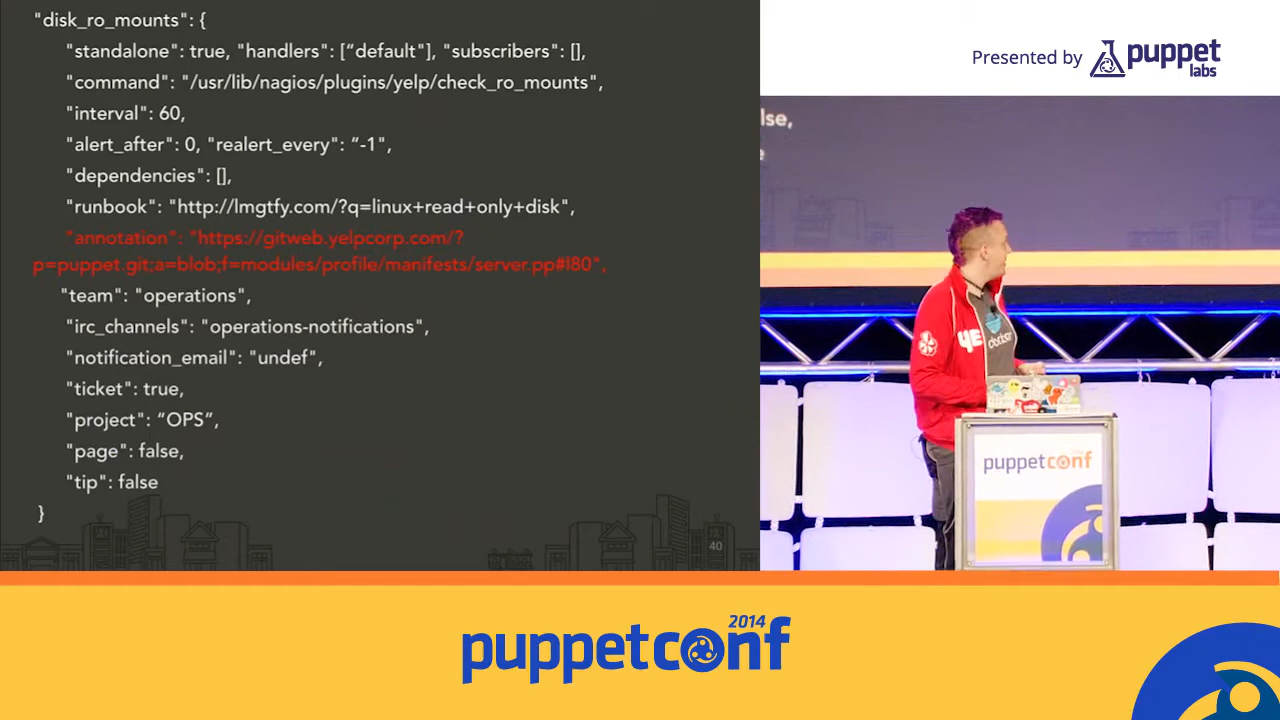 "disk_ro_mounts": {
"standalone": true, "handlers": [“default"], "subscribers": [],
"command": "/usr/lib/nagios/plugins/yelp/check_ro_mounts",
"interval": 60,
"alert_after": 0, "realert_every": “-1",
"dependencies": [],
"runbook": "http://lmgtfy.com/?q=linux+read+only+disk",
"annotation": "https://gitweb.yelpcorp.com/?
p=puppet.git;a=blob;f=modules/profile/manifests/server.pp#l80",
"team": "operations",
"irc_channels": "operations-notifications",
"notification_email": "undef",
"ticket": true,
"project": “OPS”,
"page": false,
"tip": false
}
40
Presented by puppet labs
lse,
e
YE
docker
puppetconf
2014
puppetconf